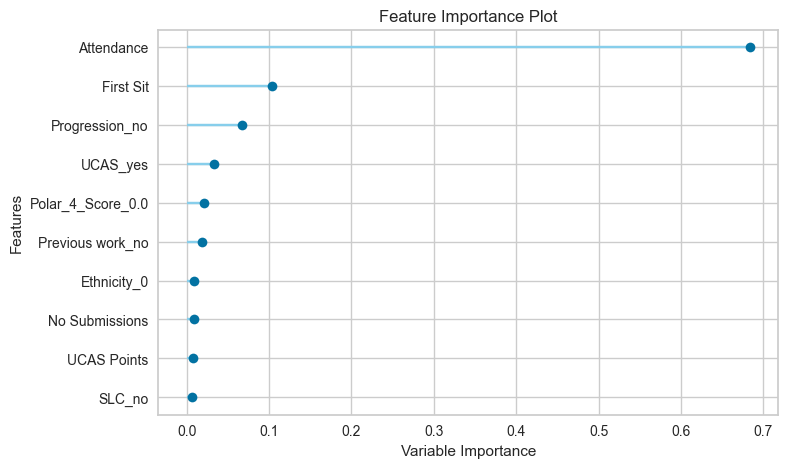 Feature Importance Plot
Attendance
First Sit
Progression_no
UCAS_yes
Polar_4_Score_0.0
Previous work_no
Ethnicity_0
No Submissions
UCAS Points
SLC_no
Features
0.0 0.1 0.2 0.3 0.4 0.5 0.6 0.7
Variable Importance